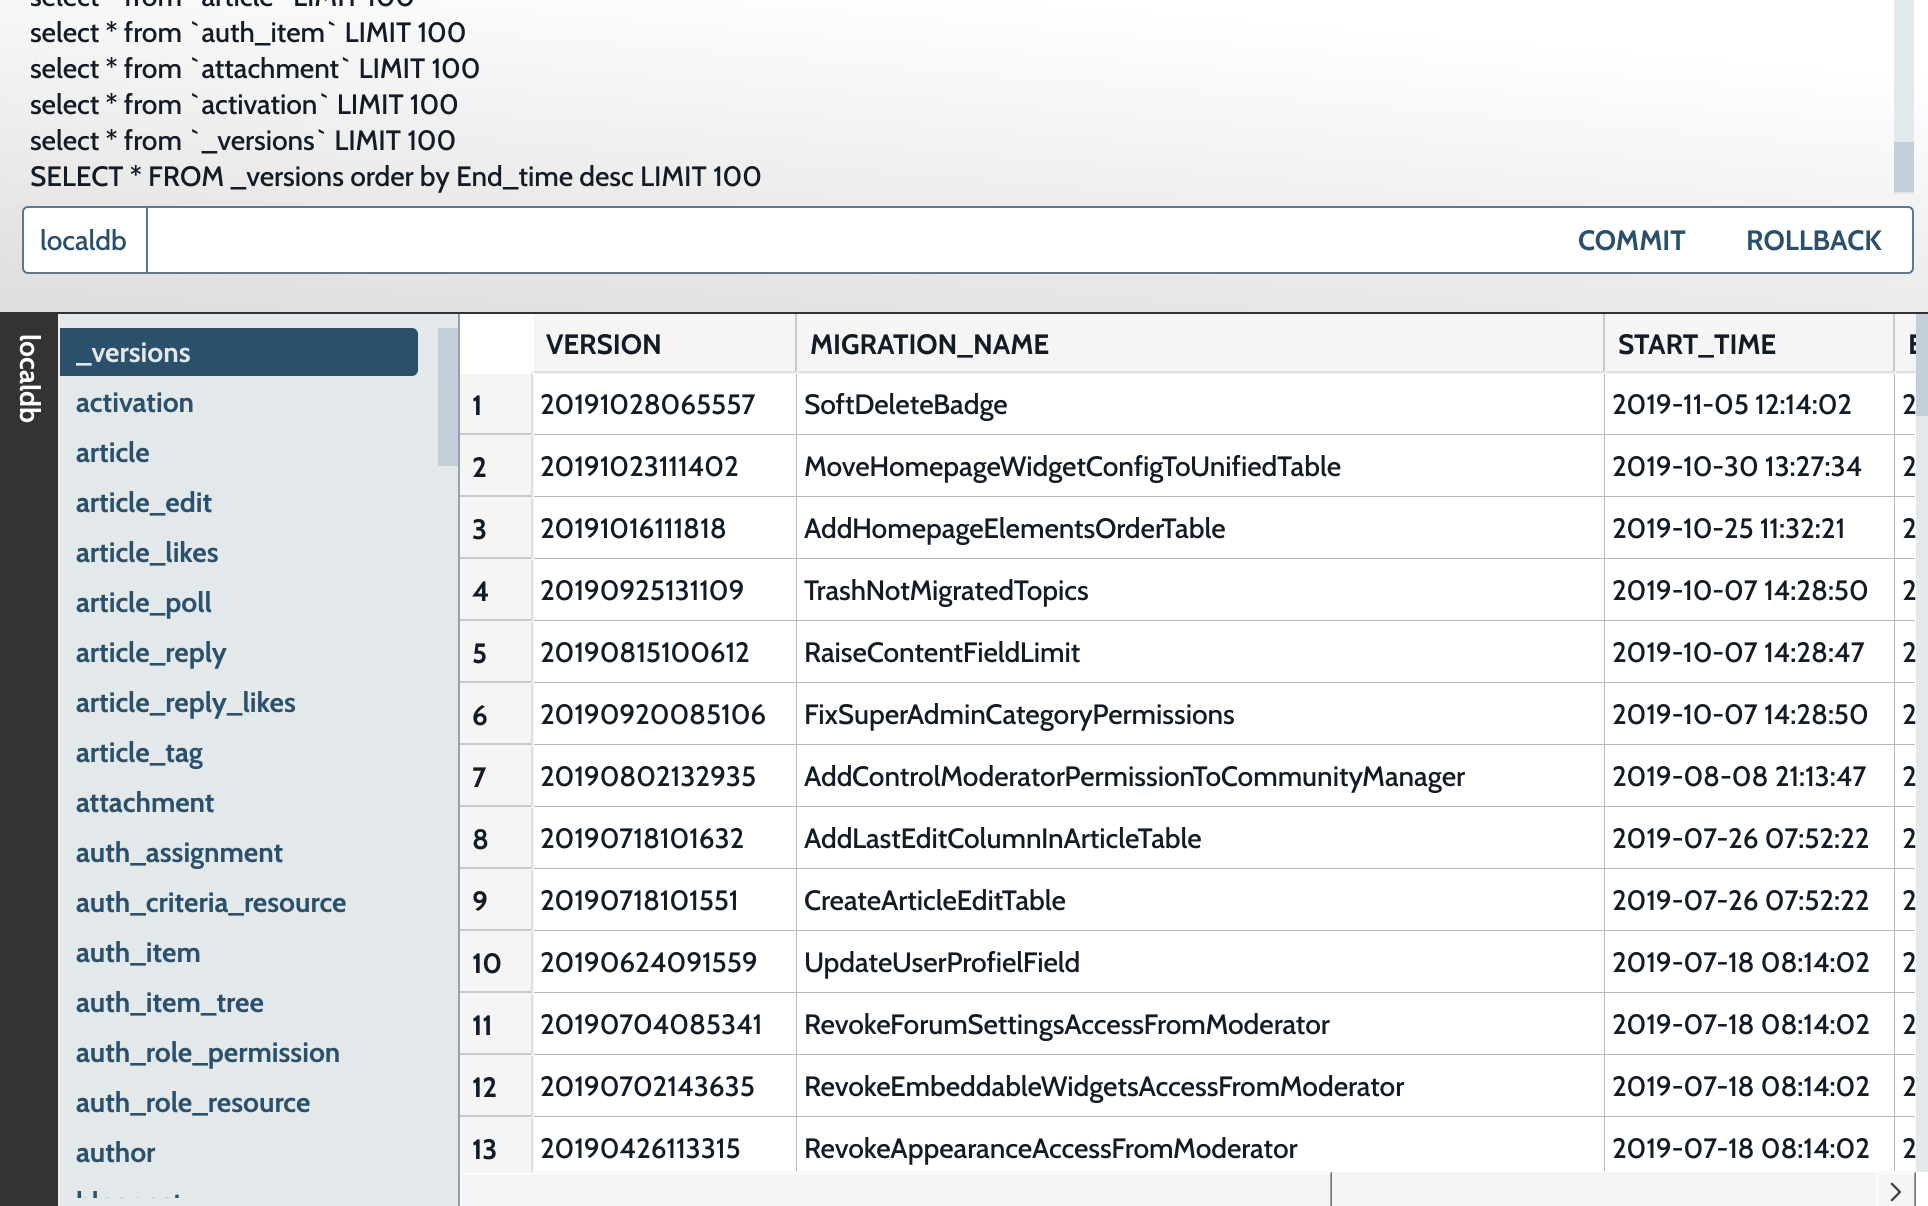 select * from `article` LIMIT 100
select * from `auth_item` LIMIT 100
select * from `attachment` LIMIT 100
select * from `activation` LIMIT 100
select * from `_versions` LIMIT 100
SELECT * FROM _versions order by End_time desc LIMIT 100
localdb COMMIT ROLLBACK
localdb
_versions
activation
article
article_edit
article_likes
article_poll
article_reply
article_reply_likes
article_tag
attachment
auth_assignment
auth_criteria_resource
auth_item
auth_item_tree
auth_role_permission
auth_role_resource
author
VERSION MIGRATION_NAME START_TIME
1 20191028065557 SoftDeleteBadge 2019-11-05 12:14:02 2
2 20191023111402 MoveHomepageWidgetConfigToUnifiedTable 2019-10-30 13:27:34 2
3 20191016111818 AddHomepageElementsOrderTable 2019-10-25 11:32:21 2
4 20190925131109 TrashNotMigratedTopics 2019-10-07 14:28:50 2
5 20190815100612 RaiseContentFieldLimit 2019-10-07 14:28:47 2
6 20190920085106 FixSuperAdminCategoryPermissions 2019-10-07 14:28:50 2
7 20190802132935 AddControlModeratorPermissionToCommunityManager 2019-08-08 21:13:47 2
8 20190718101632 AddLastEditColumnInArticleTable 2019-07-26 07:52:22 2
9 20190718101551 CreateArticleEditTable 2019-07-26 07:52:22 2
10 20190624091559 UpdateUserProfielField 2019-07-18 08:14:02 2
11 20190704085341 RevokeForumSettingsAccessFromModerator 2019-07-18 08:14:02 2
12 20190702143635 RevokeEmbeddableWidgetsAccessFromModerator 2019-07-18 08:14:02 2
13 20190426113315 RevokeAppearanceAccessFromModerator 2019-07-18 08:14:02 2